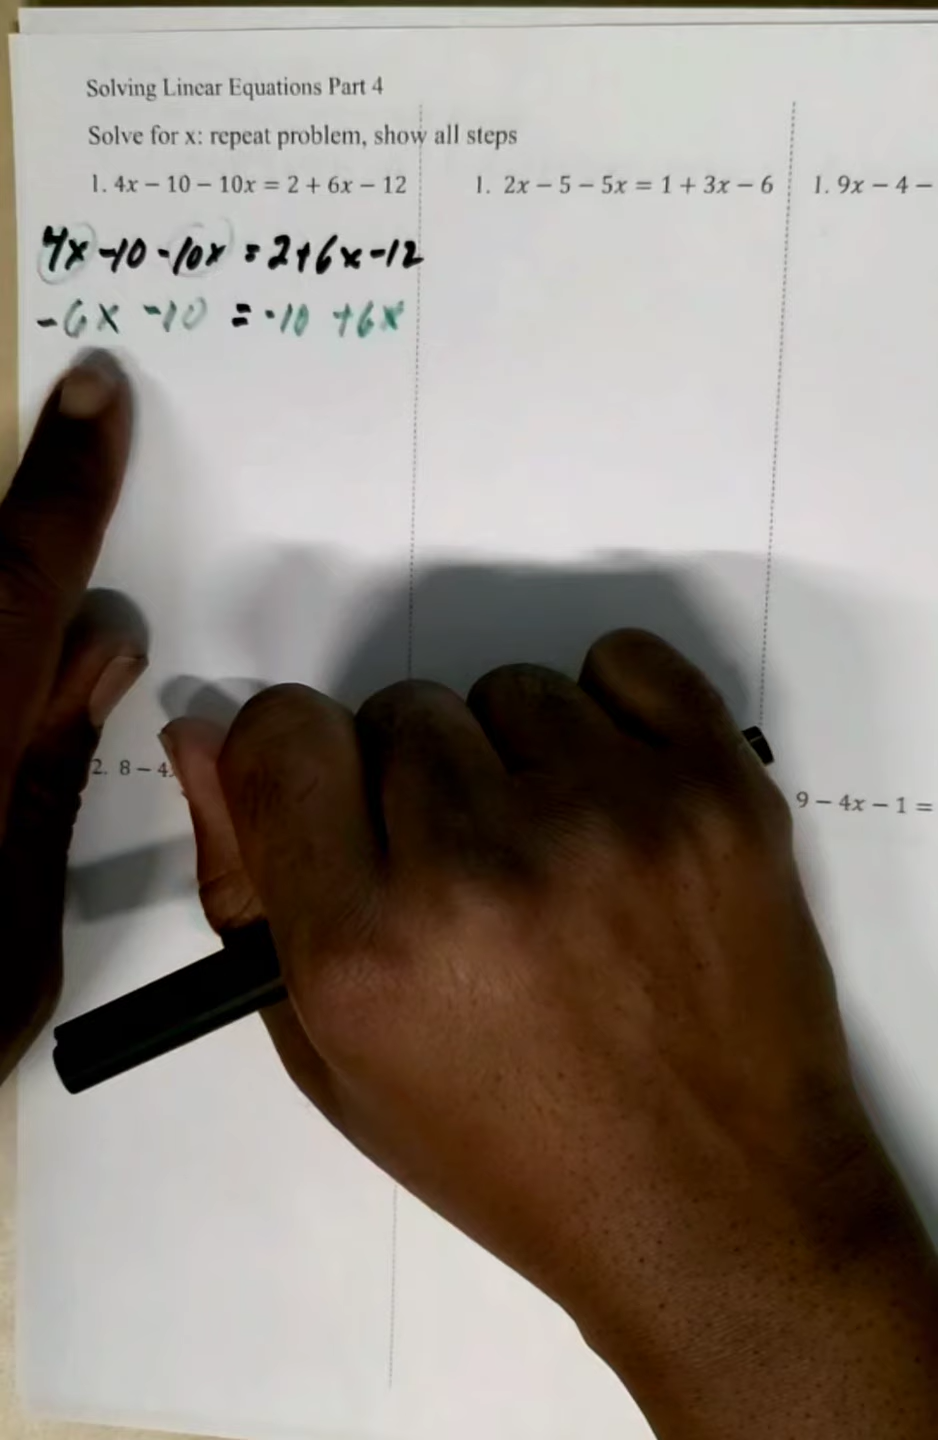 Solving Linear Equations Part 4
Solve for x: repeat problem, show all steps
1. 4x − 10 − 10x = 2 + 6x − 12
1. 2x − 5 − 5x = 1 + 3x − 6
1. 9x − 4 −
4x -10 -10x = 2+6x-12
-6x -10 = -10 +6x
2. 8 − 4
9 − 4x − 1 =